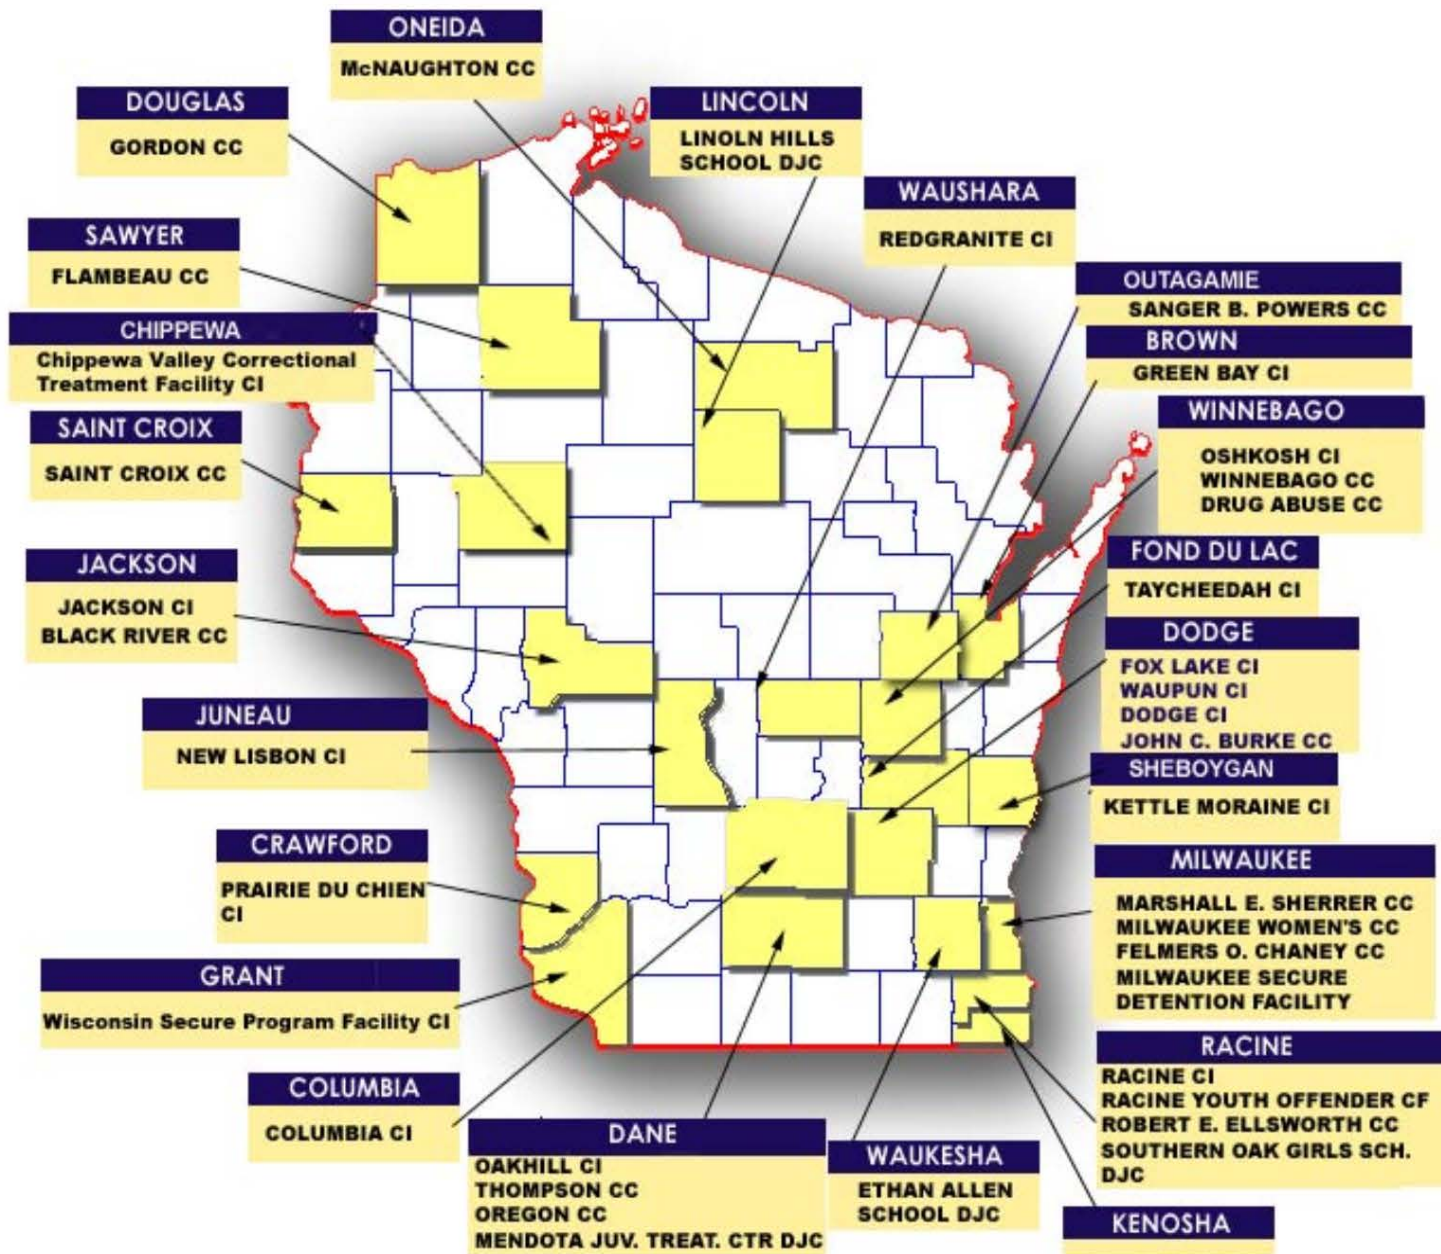 ONEIDA
McNAUGHTON CC
DOUGLAS
GORDON CC
LINCOLN
LINOLN HILLS
SCHOOL DJC
WAUSHARA
REDGRANITE CI
SAWYER
FLAMBEAU CC
OUTAGAMIE
SANGER B. POWERS CC
CHIPPEWA
Chippewa Valley Correctional
Treatment Facility CI
BROWN
GREEN BAY CI
SAINT CROIX
SAINT CROIX CC
WINNEBAGO
OSHKOSH CI
WINNEBAGO CC
DRUG ABUSE CC
JACKSON
JACKSON CI
BLACK RIVER CC
FOND DU LAC
TAYCHEEDAH CI
DODGE
FOX LAKE CI
WAUPUN CI
DODGE CI
JOHN C. BURKE CC
JUNEAU
NEW LISBON CI
SHEBOYGAN
KETTLE MORAINE CI
CRAWFORD
PRAIRIE DU CHIEN
CI
MILWAUKEE
MARSHALL E. SHERRER CC
MILWAUKEE WOMEN'S CC
FELMERS O. CHANEY CC
MILWAUKEE SECURE
DETENTION FACILITY
GRANT
Wisconsin Secure Program Facility CI
RACINE
RACINE CI
RACINE YOUTH OFFENDER CF
ROBERT E. ELLSWORTH CC
SOUTHERN OAK GIRLS SCH.
DJC
COLUMBIA
COLUMBIA CI
DANE
OAKHILL CI
THOMPSON CC
OREGON CC
MENDOTA JUV. TREAT. CTR DJC
WAUKESHA
ETHAN ALLEN
SCHOOL DJC
KENOSHA